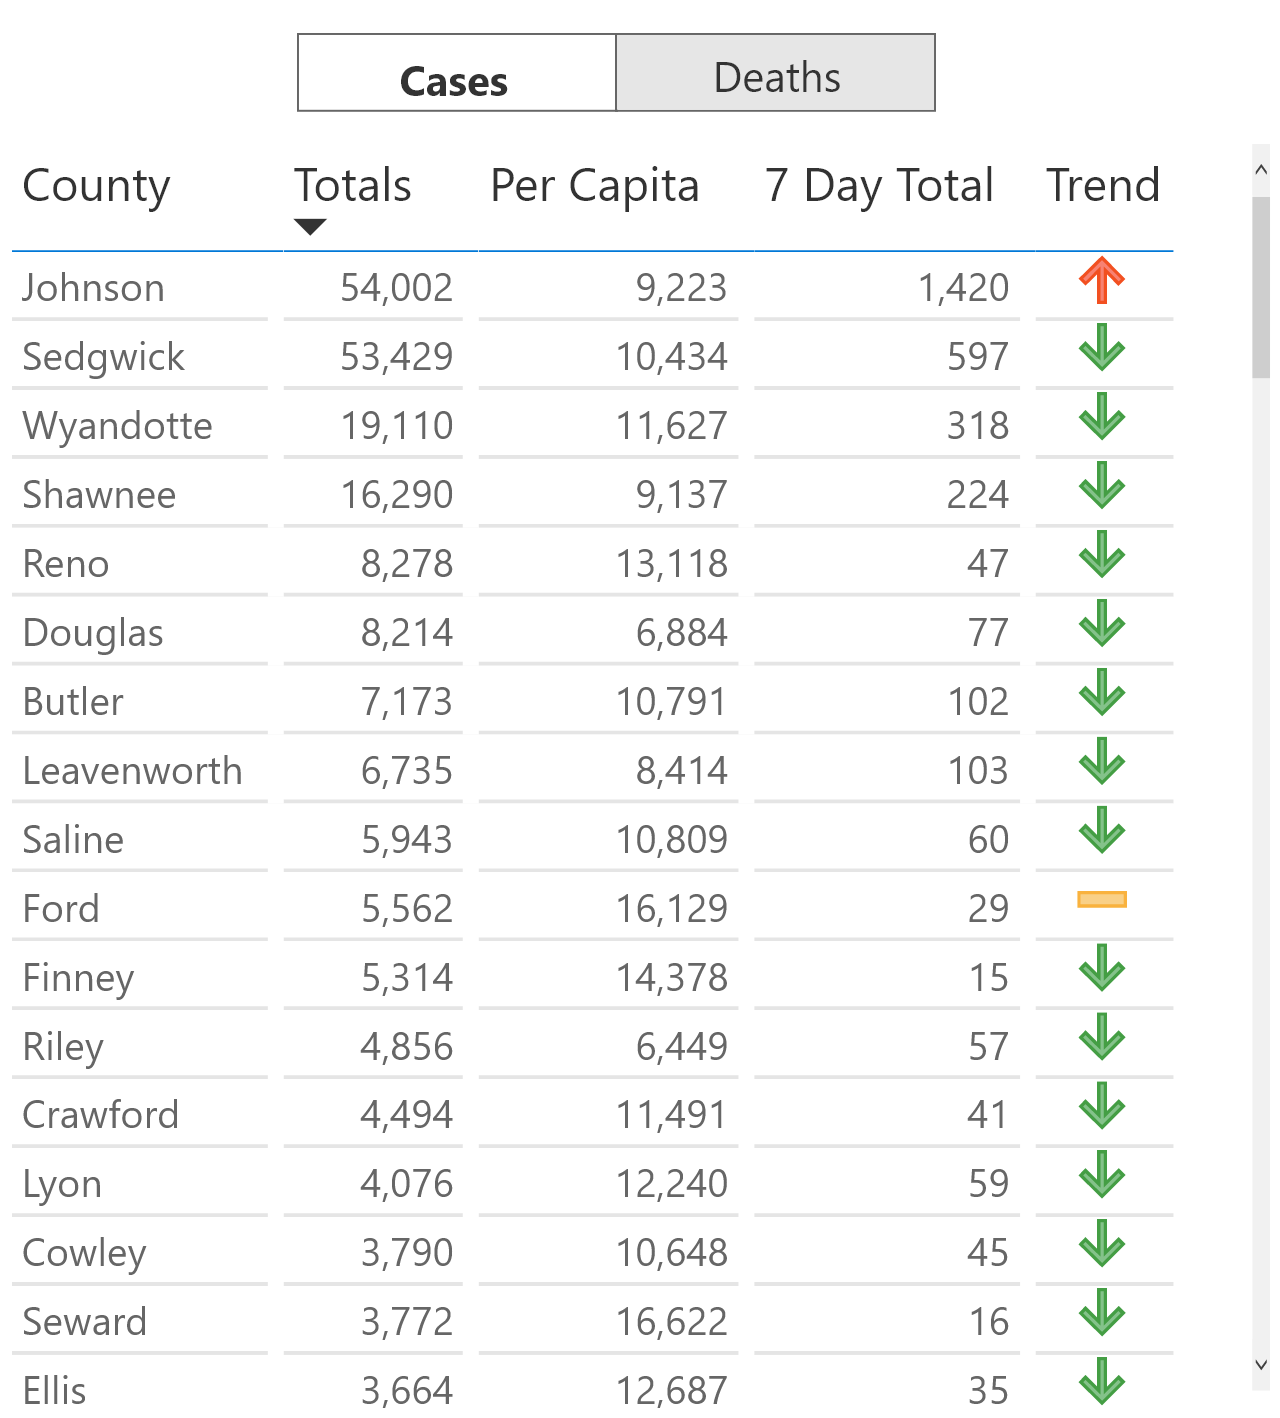 Cases Deaths
County Totals Per Capita 7 Day Total Trend
Johnson 54,002 9,223 1,420
Sedgwick 53,429 10,434 597
Wyandotte 19,110 11,627 318
Shawnee 16,290 9,137 224
Reno 8,278 13,118 47
Douglas 8,214 6,884 77
Butler 7,173 10,791 102
Leavenworth 6,735 8,414 103
Saline 5,943 10,809 60
Ford 5,562 16,129 29
Finney 5,314 14,378 15
Riley 4,856 6,449 57
Crawford 4,494 11,491 41
Lyon 4,076 12,240 59
Cowley 3,790 10,648 45
Seward 3,772 16,622 16
Ellis 3,664 12,687 35